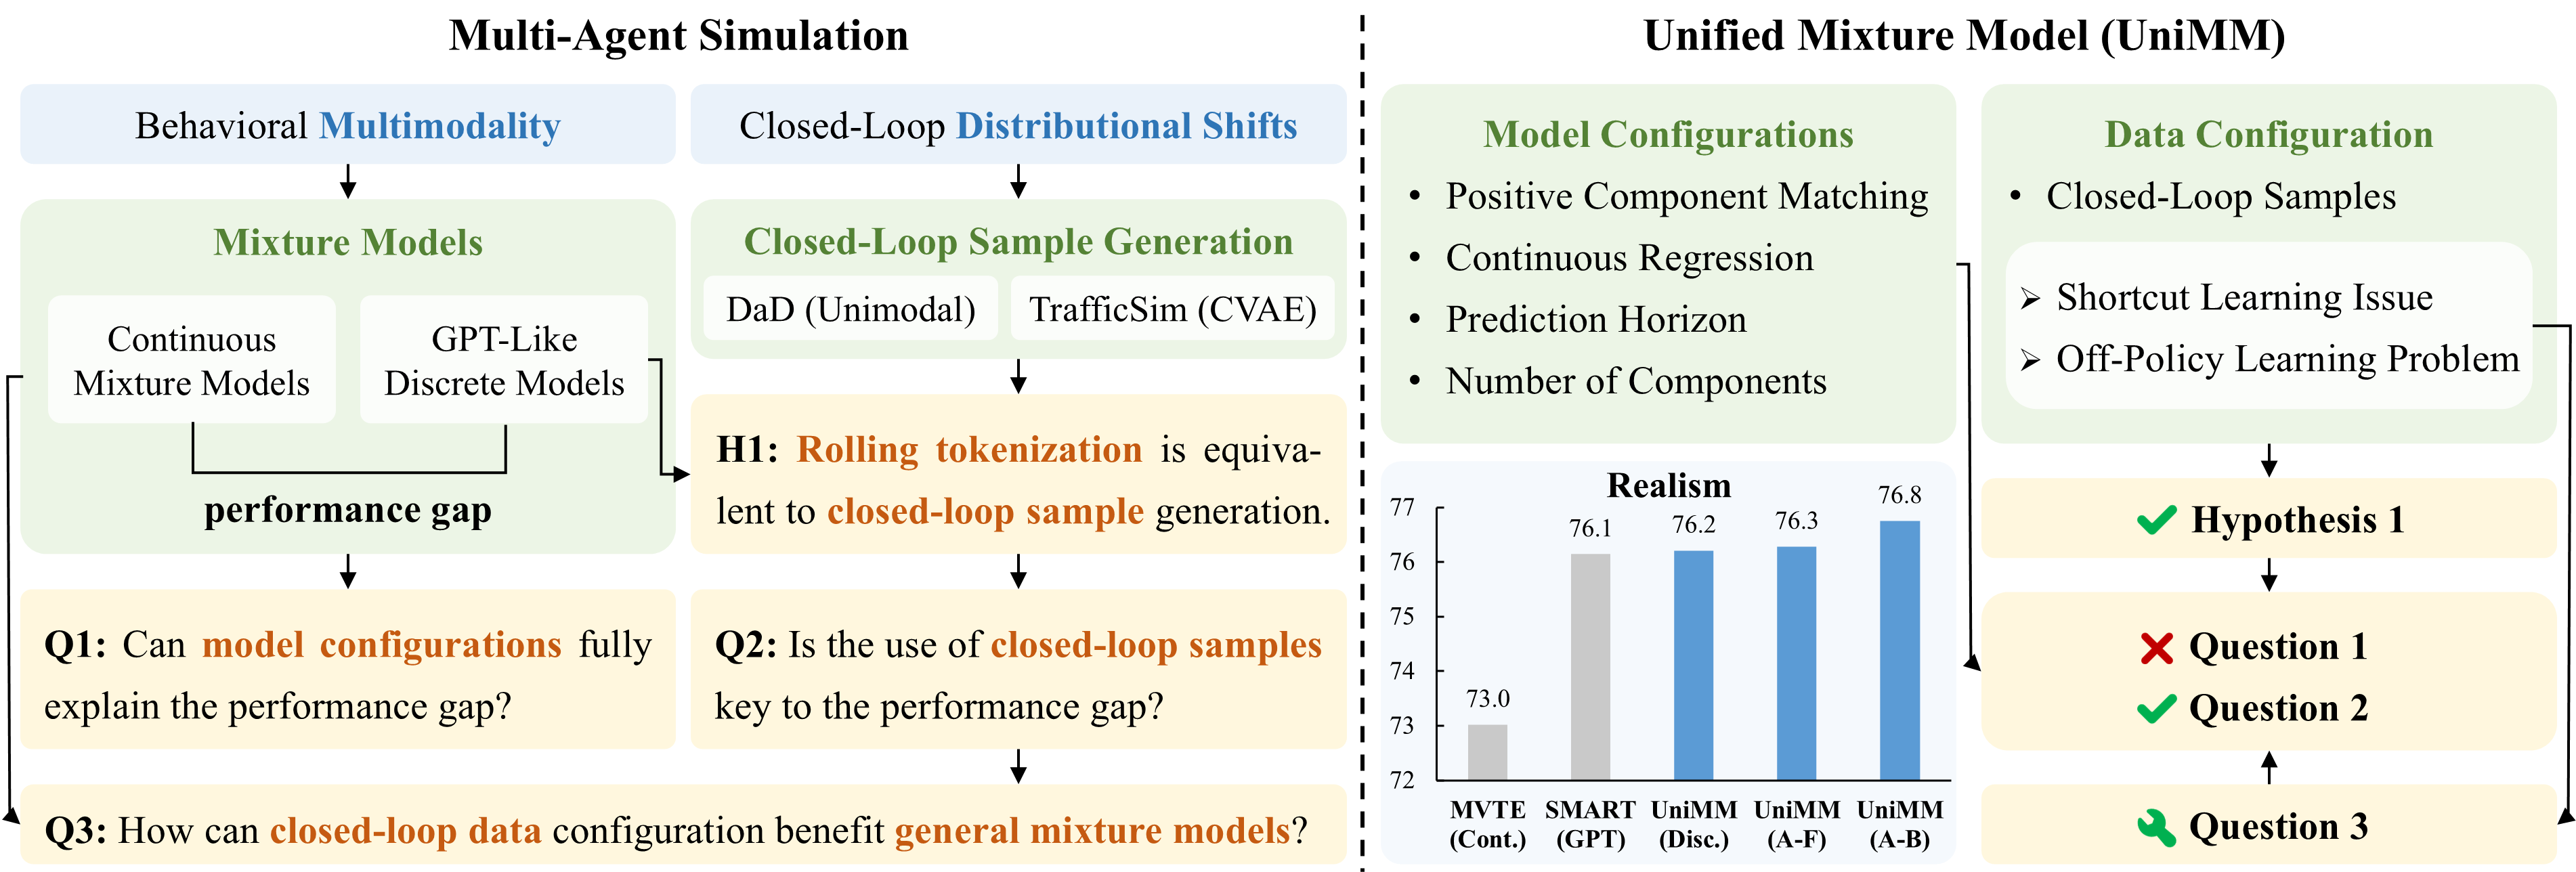 Multi-Agent Simulation
Behavioral Multimodality
Mixture Models
Continuous
Mixture Models
GPT-Like
Discrete Models
performance gap
Q1: Can model configurations fully
explain the performance gap?
Closed-Loop Distributional Shifts
Closed-Loop Sample Generation
DaD (Unimodal)
TrafficSim (CVAE)
H1: Rolling tokenization is equiva-
lent to closed-loop sample generation.
Q2: Is the use of closed-loop samples
key to the performance gap?
Q3: How can closed-loop data configuration benefit general mixture models?
Unified Mixture Model (UniMM)
Model Configurations
• Positive Component Matching
• Continuous Regression
• Prediction Horizon
• Number of Components
Realism
77
76
75
74
73
72
73.0
76.1
76.2
76.3
76.8
MVTE
(Cont.)
SMART
(GPT)
UniMM
(Disc.)
UniMM
(A-F)
UniMM
(A-B)
Data Configuration
• Closed-Loop Samples
➢ Shortcut Learning Issue
➢ Off-Policy Learning Problem
Hypothesis 1
Question 1
Question 2
Question 3